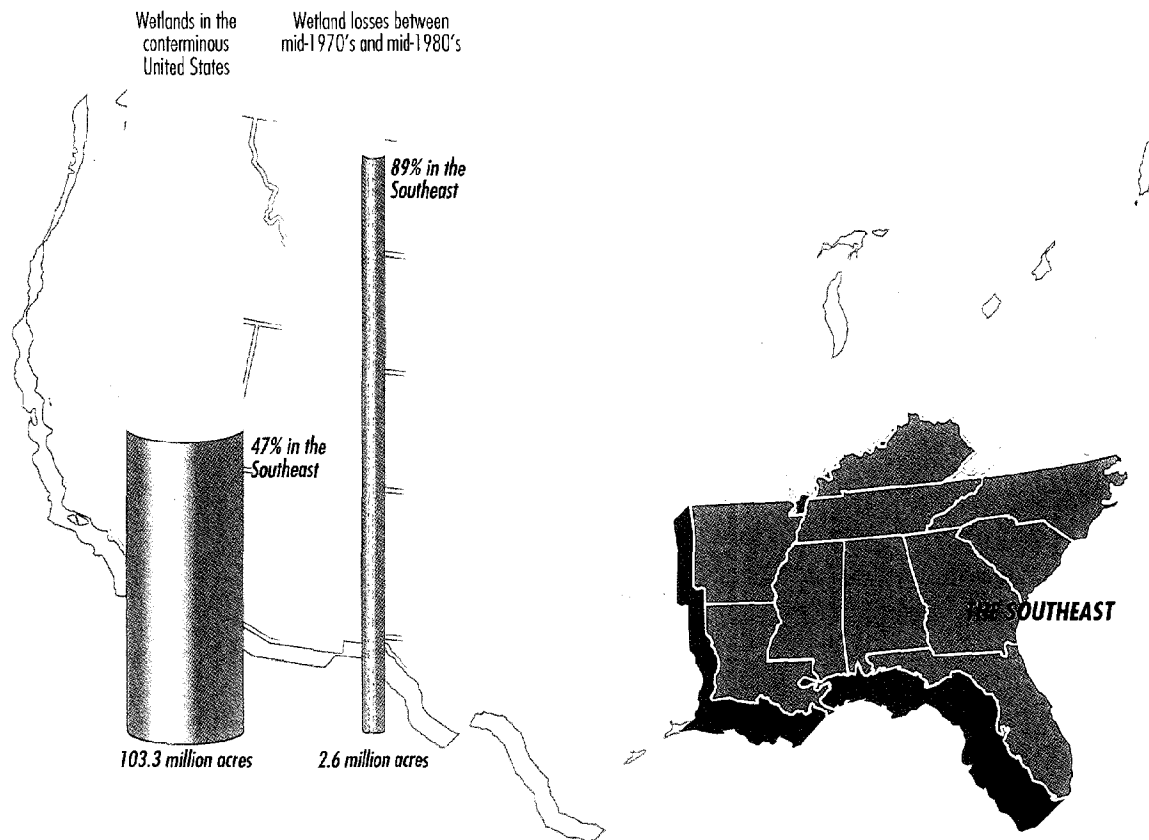 Wetlands in the
conterminous
United States
Wetland losses between
mid-1970's and mid-1980's
89% in the
Southeast
47% in the
Southeast
THE SOUTHEAST
103.3 million acres
2.6 million acres